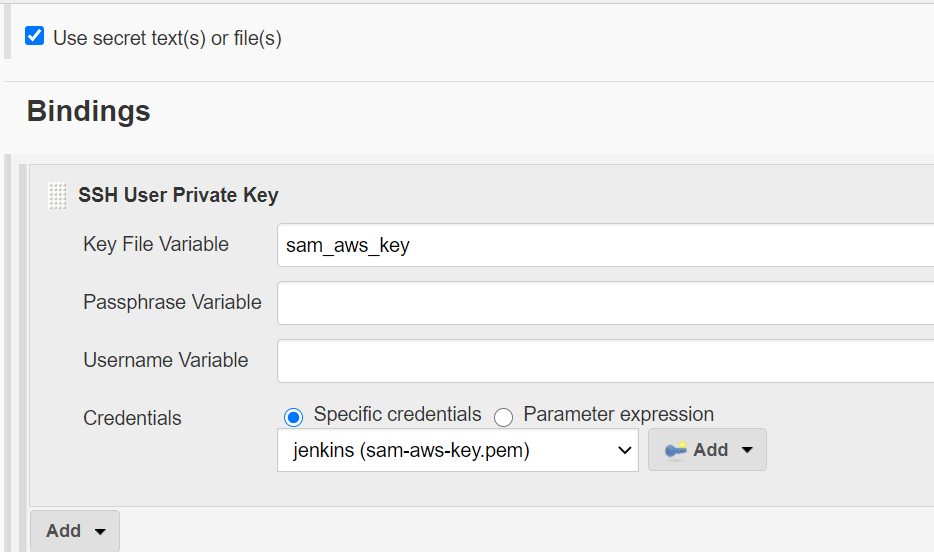 Use secret text(s) or file(s)
Bindings
SSH User Private Key
Key File Variable
sam_aws_key
Passphrase Variable
Username Variable
Credentials
Specific credentials Parameter expression
jenkins (sam-aws-key.pem) Add
Add